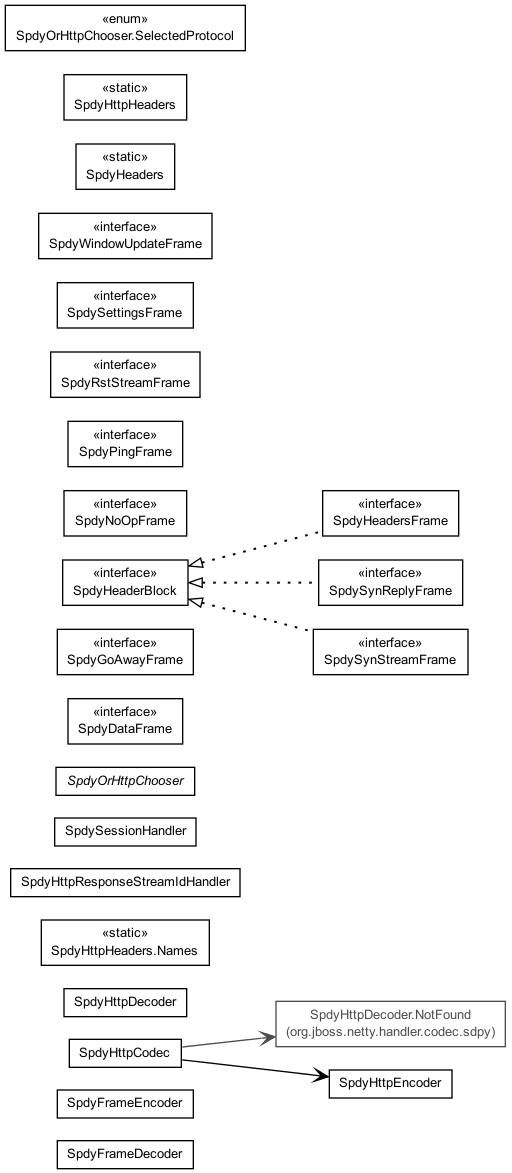 «enum»
SpdyOrHttpChooser.SelectedProtocol
«static»
SpdyHttpHeaders
«static»
SpdyHeaders
«interface»
SpdyWindowUpdateFrame
«interface»
SpdySettingsFrame
«interface»
SpdyRstStreamFrame
«interface»
SpdyPingFrame
«interface»
SpdyNoOpFrame
«interface»
SpdyHeadersFrame
«interface»
SpdyHeaderBlock
«interface»
SpdySynReplyFrame
«interface»
SpdyGoAwayFrame
«interface»
SpdySynStreamFrame
«interface»
SpdyDataFrame
SpdyOrHttpChooser
SpdySessionHandler
SpdyHttpResponseStreamIdHandler
«static»
SpdyHttpHeaders.Names
SpdyHttpDecoder
SpdyHttpDecoder.NotFound
(org.jboss.netty.handler.codec.sdpy)
SpdyHttpCodec
SpdyHttpEncoder
SpdyFrameEncoder
SpdyFrameDecoder